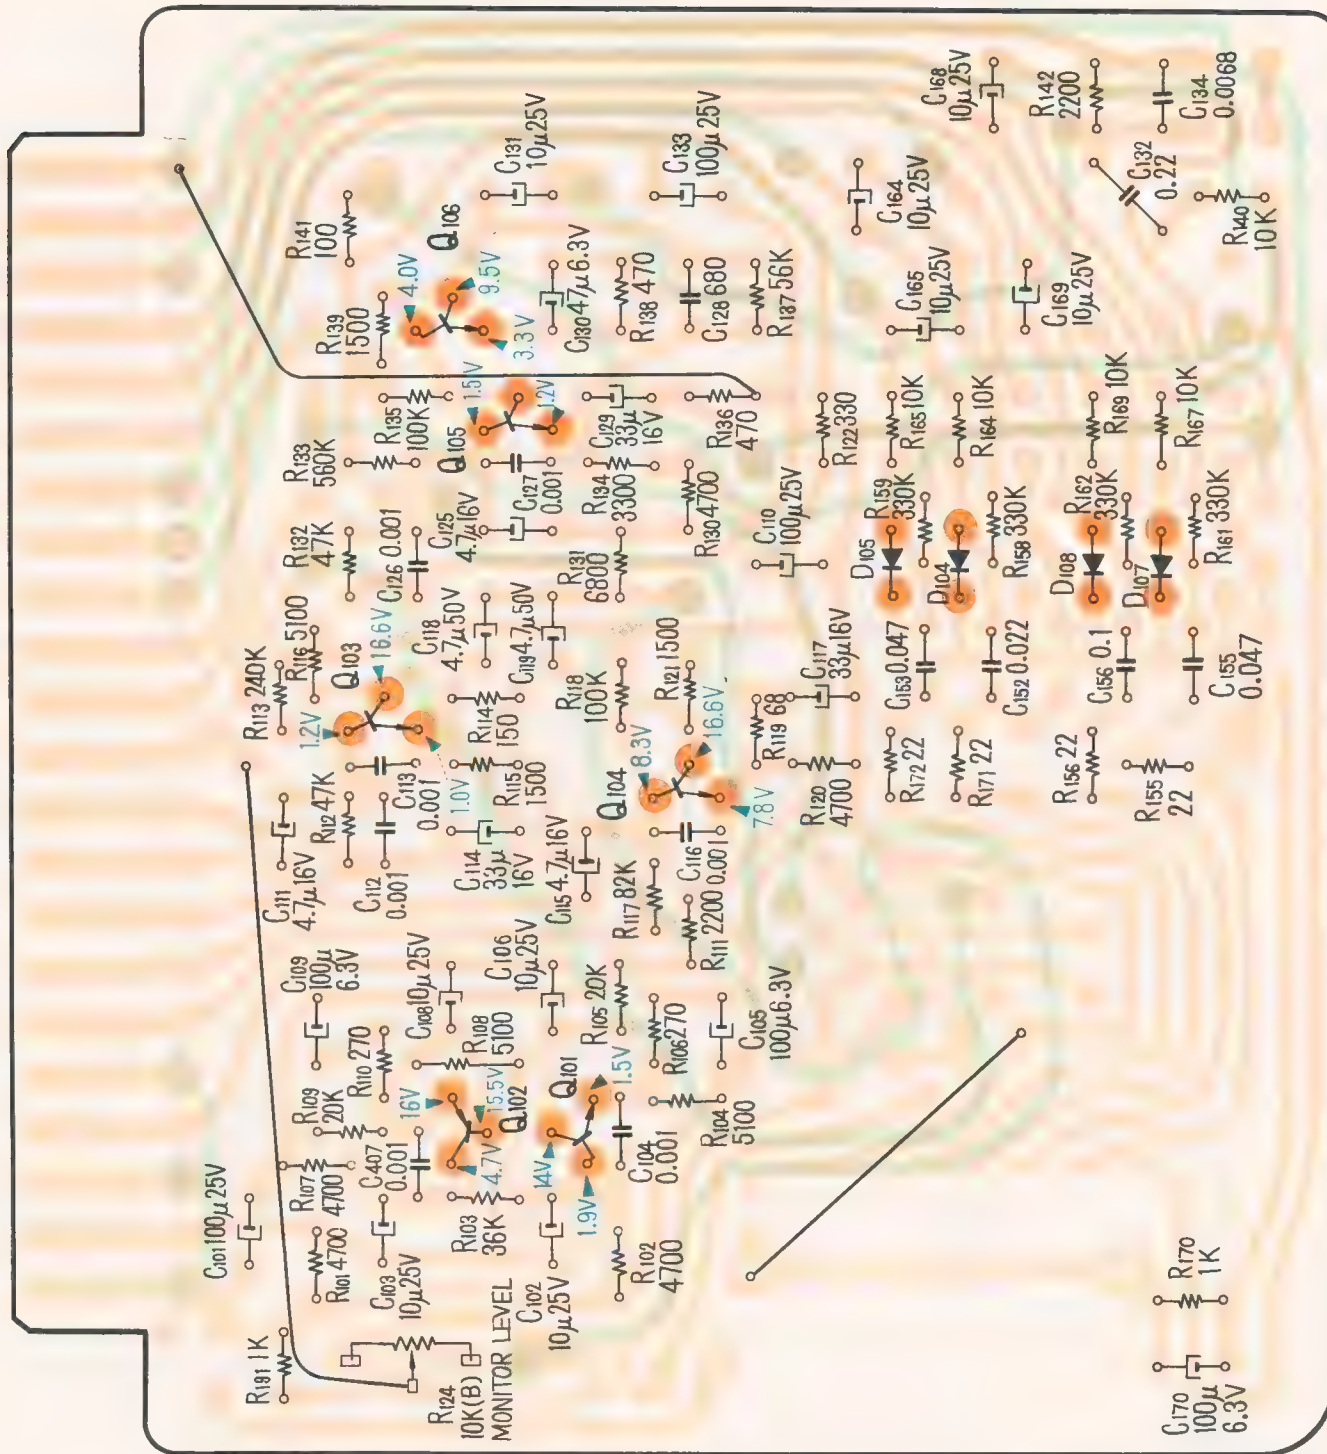 C168
10µ25V
R142
2200
C134
0.0068
C131
10µ25V
C133
100µ25V
C132
0.22
C164
10µ25V
R140
10K
R141
100
Q106
4.0V
9.5V
3.3V
R139
1500
C130 47µ6.3V
R138 470
C128 680
R137 56K
C165
10µ25V
C169
10µ25V
R135
100K
R133
560K
1.51V
1.2V
Q105
C129
33µ
16V
R136
470
R122 330
R165 10K
R164 10K
R169 10K
R167 10K
C127
0.001
R134
3300
R130 4700
R132
47K
C126 0.001
C125
4.7µ16V
R131
6800
C110
100µ25V
R159
330K
D105
D104
R158 330K
R162
330K
D108
D107
R161 330K
C118
4.7µ50V
C119 4.7µ50V
R116 5100
16.6V
Q103
R113 240K
1.2V
1.0V
R114
150
R118
100K
R121 1500
C117
33µ16V
C153 0.047
C152 0.022
C156 0.1
C155
0.047
R115
1500
8.3V
Q104
16.6V
7.8V
R119 68
R120
4700
R172 22
R171 22
R156 22
R155
22
C113
0.001
R112 47K
C112
0.001
C111
4.7µ16V
C114
33µ
16V
C115 4.7µ16V
C116
0.001
R117 82K
R111 2200
C109
100µ
6.3V
C108 10µ25V
C106
10µ25V
R105 20K
R106 270
C105
100µ6.3V
R110 270
R109
20K
R108
5100
16V
15.5V
4.7V
Q102
Q101
14V
1.5V
1.9V
C104
0.001
R104
5100
C407
0.001
R107
4700
C101 100µ25V
R101 4700
C103
10µ25V
R103
36K
C102
10µ25V
R102
4700
R191 1K
R124
10K(B)
MONITOR LEVEL
R170
1K
C170
100µ
6.3V